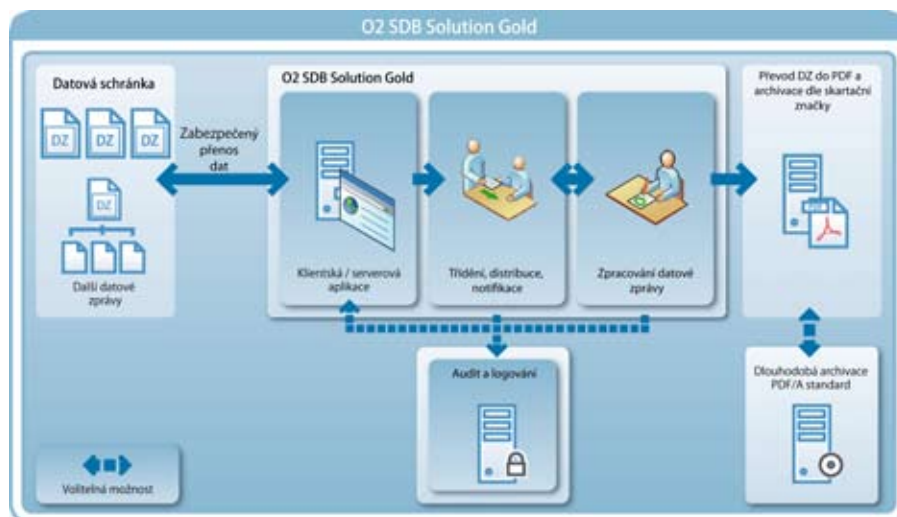 O2 SDB Solution Gold
Datová schránka
DZ DZ DZ
DZ
Další datové
zprávy
Zabezpečený
přenos
dat
O2 SDB Solution Gold
Klientská / serverová
aplikace
Třídění, distribuce,
notifikace
Zpracování datové
zprávy
Převod DZ do PDF a
archivace dle skartační
značky
PDF
Audit a logování
Dlouhodobá archivace
PDF/A standard
Volitelná možnost